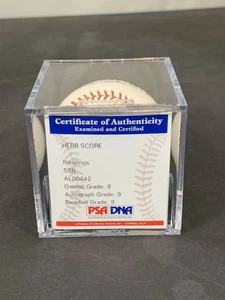 Certificate of Authenticity
Examined and Certified
HERB SCORE
Rawlings
SSB
AL00442
Overall Grade: 9
Autograph Grade: 9
Baseball Grade: 9
PSA DNA